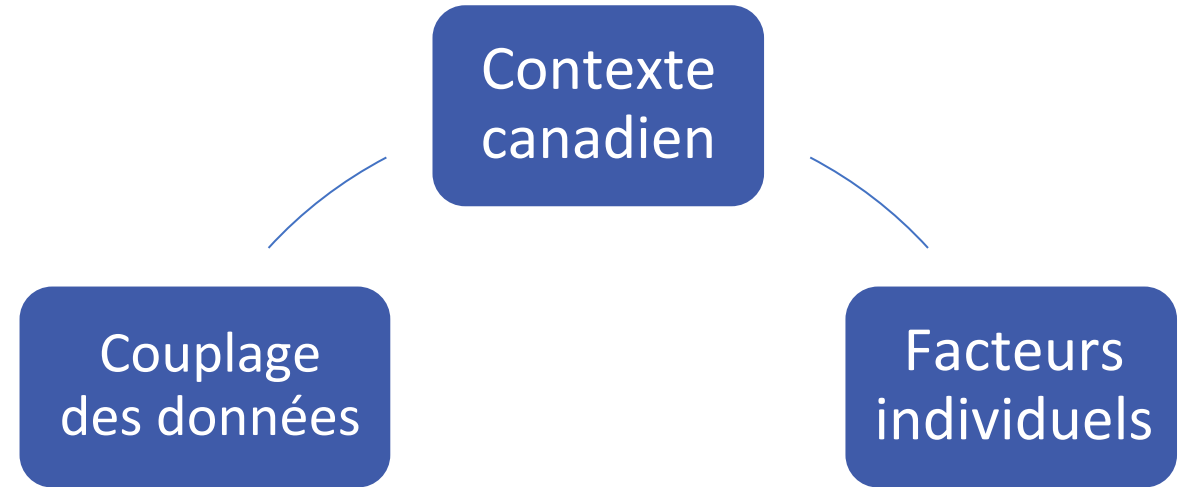 Contexte
canadien
Couplage
des données
Facteurs
individuels